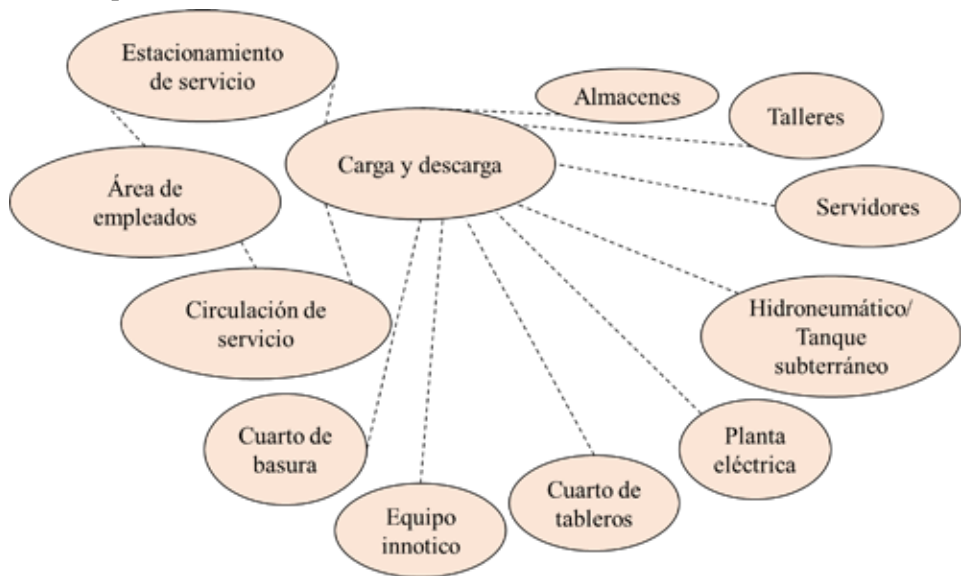 Estacionamiento
de servicio
Almacenes
Talleres
Carga y descarga
Área de
empleados
Servidores
Circulación de
servicio
Hidroneumático/
Tanque
subterráneo
Cuarto de
basura
Planta
eléctrica
Equipo
innotico
Cuarto de
tableros